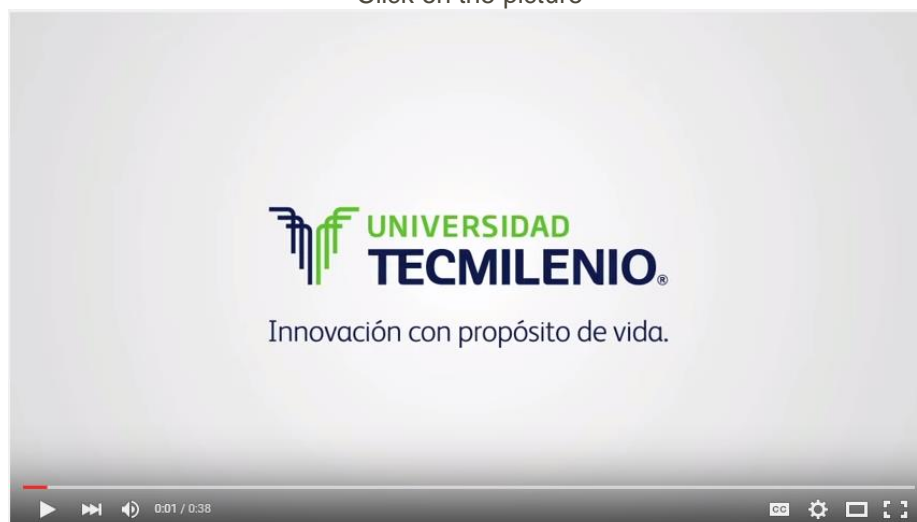 Click on the picture
UNIVERSIDAD
TECMILENIO®
Innovación con propósito de vida.
0:01 / 0:38
CC